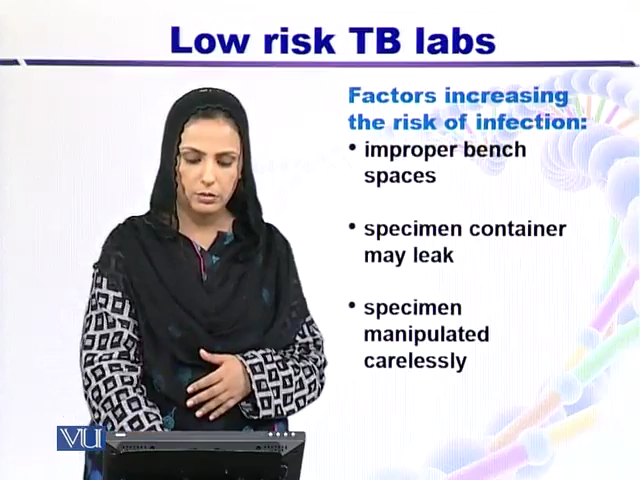 Low risk TB labs
Factors increasing
the risk of infection:
• improper bench
spaces
• specimen container
may leak
• specimen
manipulated
carelessly
VU